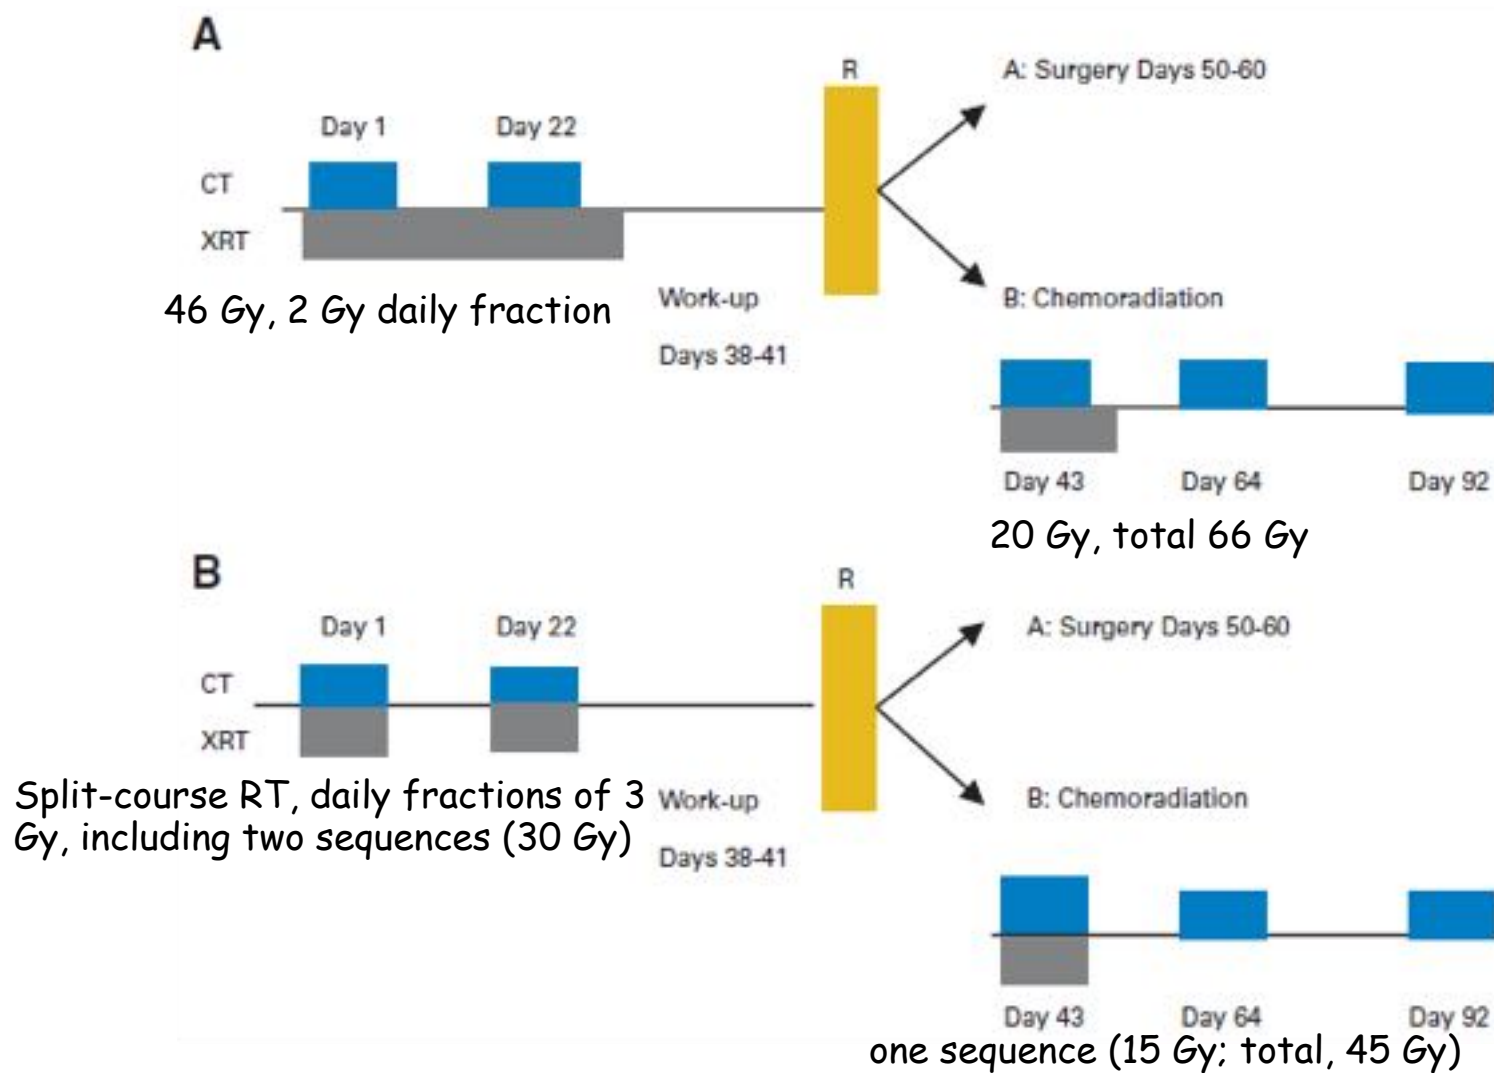 A
R
A: Surgery Days 50-60
Day 1
Day 22
CT
XRT
46 Gy, 2 Gy daily fraction
Work-up
Days 38-41
B: Chemoradiation
Day 43
Day 64
Day 92
20 Gy, total 66 Gy
B
R
A: Surgery Days 50-60
Day 1
Day 22
CT
XRT
Split-course RT, daily fractions of 3
Gy, including two sequences (30 Gy)
Work-up
Days 38-41
B: Chemoradiation
Day 43
Day 64
Day 92
one sequence (15 Gy; total, 45 Gy)